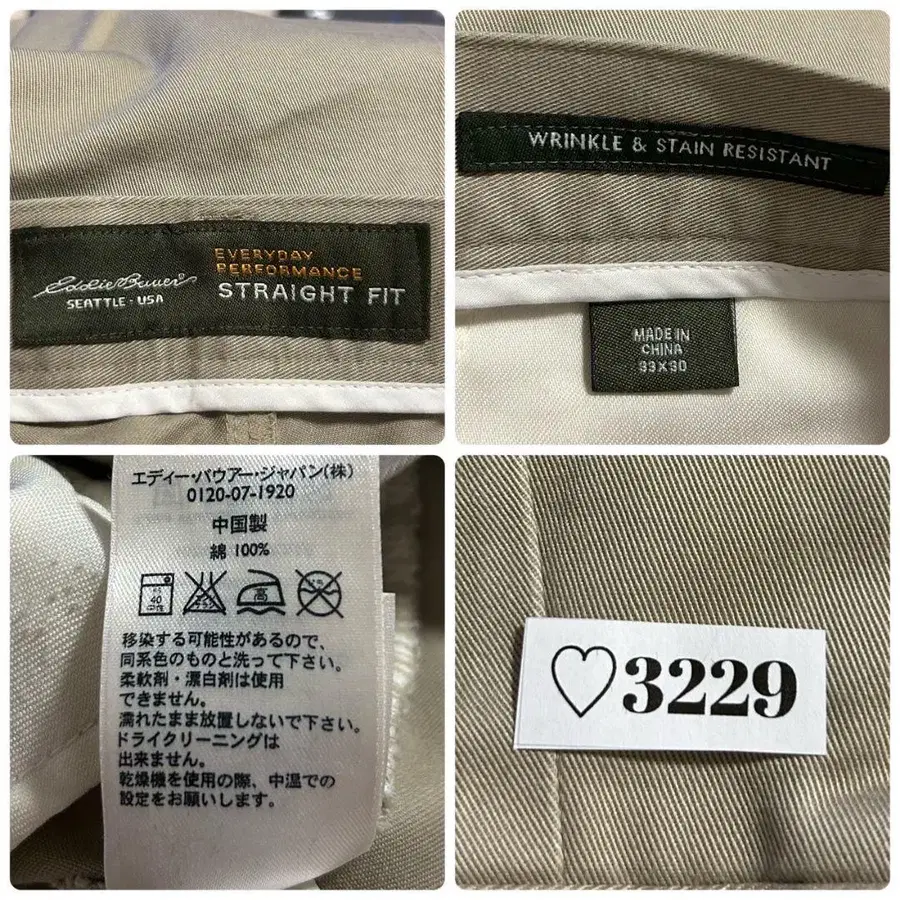 Eddie Bauer
SEATTLE - USA
EVERYDAY
PERFORMANCE
STRAIGHT FIT
WRINKLE & STAIN RESISTANT
MADE IN
CHINA
33X30
エディー・バウアー・ジャパン(株)
0120-07-1920
中国製
綿 100%
40
中性
高
移染する可能性があるので、
同系色のものと洗って下さい。
柔軟剤・漂白剤は使用
できません。
濡れたまま放置しないで下さい。
ドライクリーニングは
出来ません。
乾燥機を使用の際、中温での
設定をお願いします。
♡3229